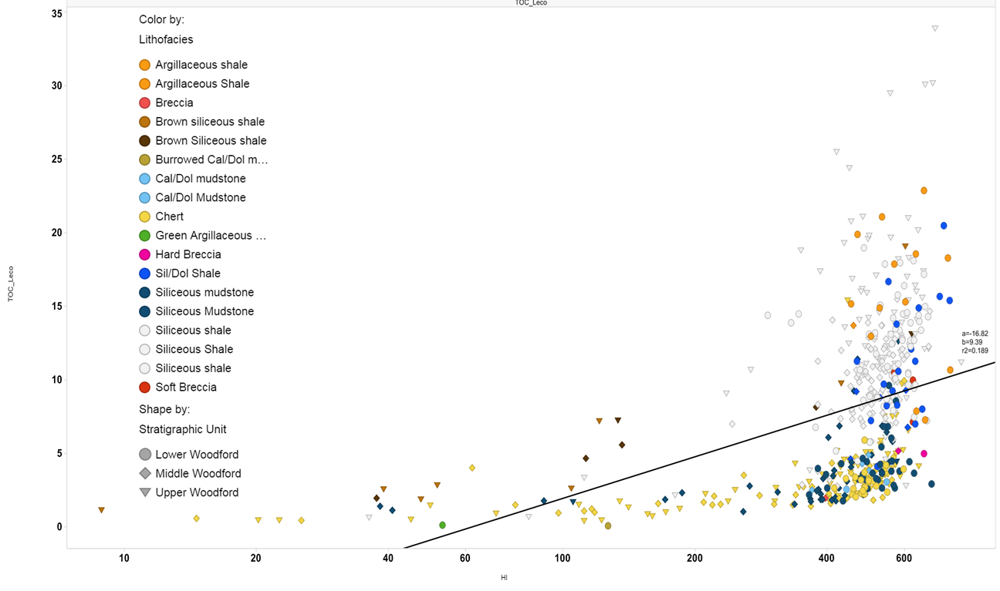 TOC_Leco
35
30
25
20
15
10
5
0
TOC_Leco
Color by:
Lithofacies
Argillaceous shale
Argillaceous Shale
Breccia
Brown siliceous shale
Brown Siliceous shale
Burrowed Cal/Dol m…
Cal/Dol mudstone
Cal/Dol Mudstone
Chert
Green Argillaceous …
Hard Breccia
Sil/Dol Shale
Siliceous mudstone
Siliceous Mudstone
Siliceous shale
Siliceous Shale
Siliceous shale
Soft Breccia
Shape by:
Stratigraphic Unit
Lower Woodford
Middle Woodford
Upper Woodford
a=-16.82
b=9.39
r2=0.189
10 20 40 60 100 200 400 600
HI